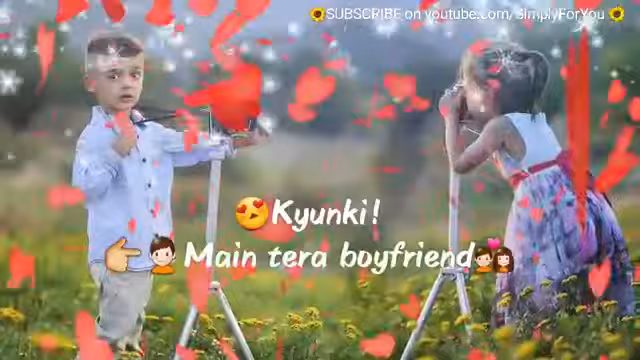 🌻SUBSCRIBE on youtube.com/SimplyForYou 🌻
😍Kyunki!
👉👦 Main tera boyfriend👩‍❤️‍👨